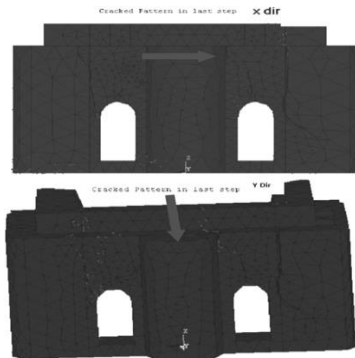 Cracked Pattern in last step X dir
X
Y
Cracked Pattern in last step Y Dir
X
Y